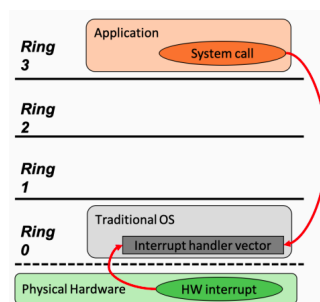 Application
Ring
3
System call
Ring
2
Ring
1
Traditional OS
Ring
0
Interrupt handler vector
Physical Hardware
HW interrupt